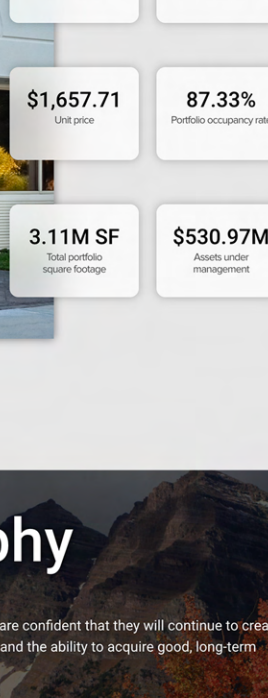 $1,657.71
Unit price
87.33%
Portfolio occupancy rate
3.11M SF
Total portfolio
square footage
$530.97M
Assets under
management
phy
are confident that they will continue to crea
and the ability to acquire good, long-term